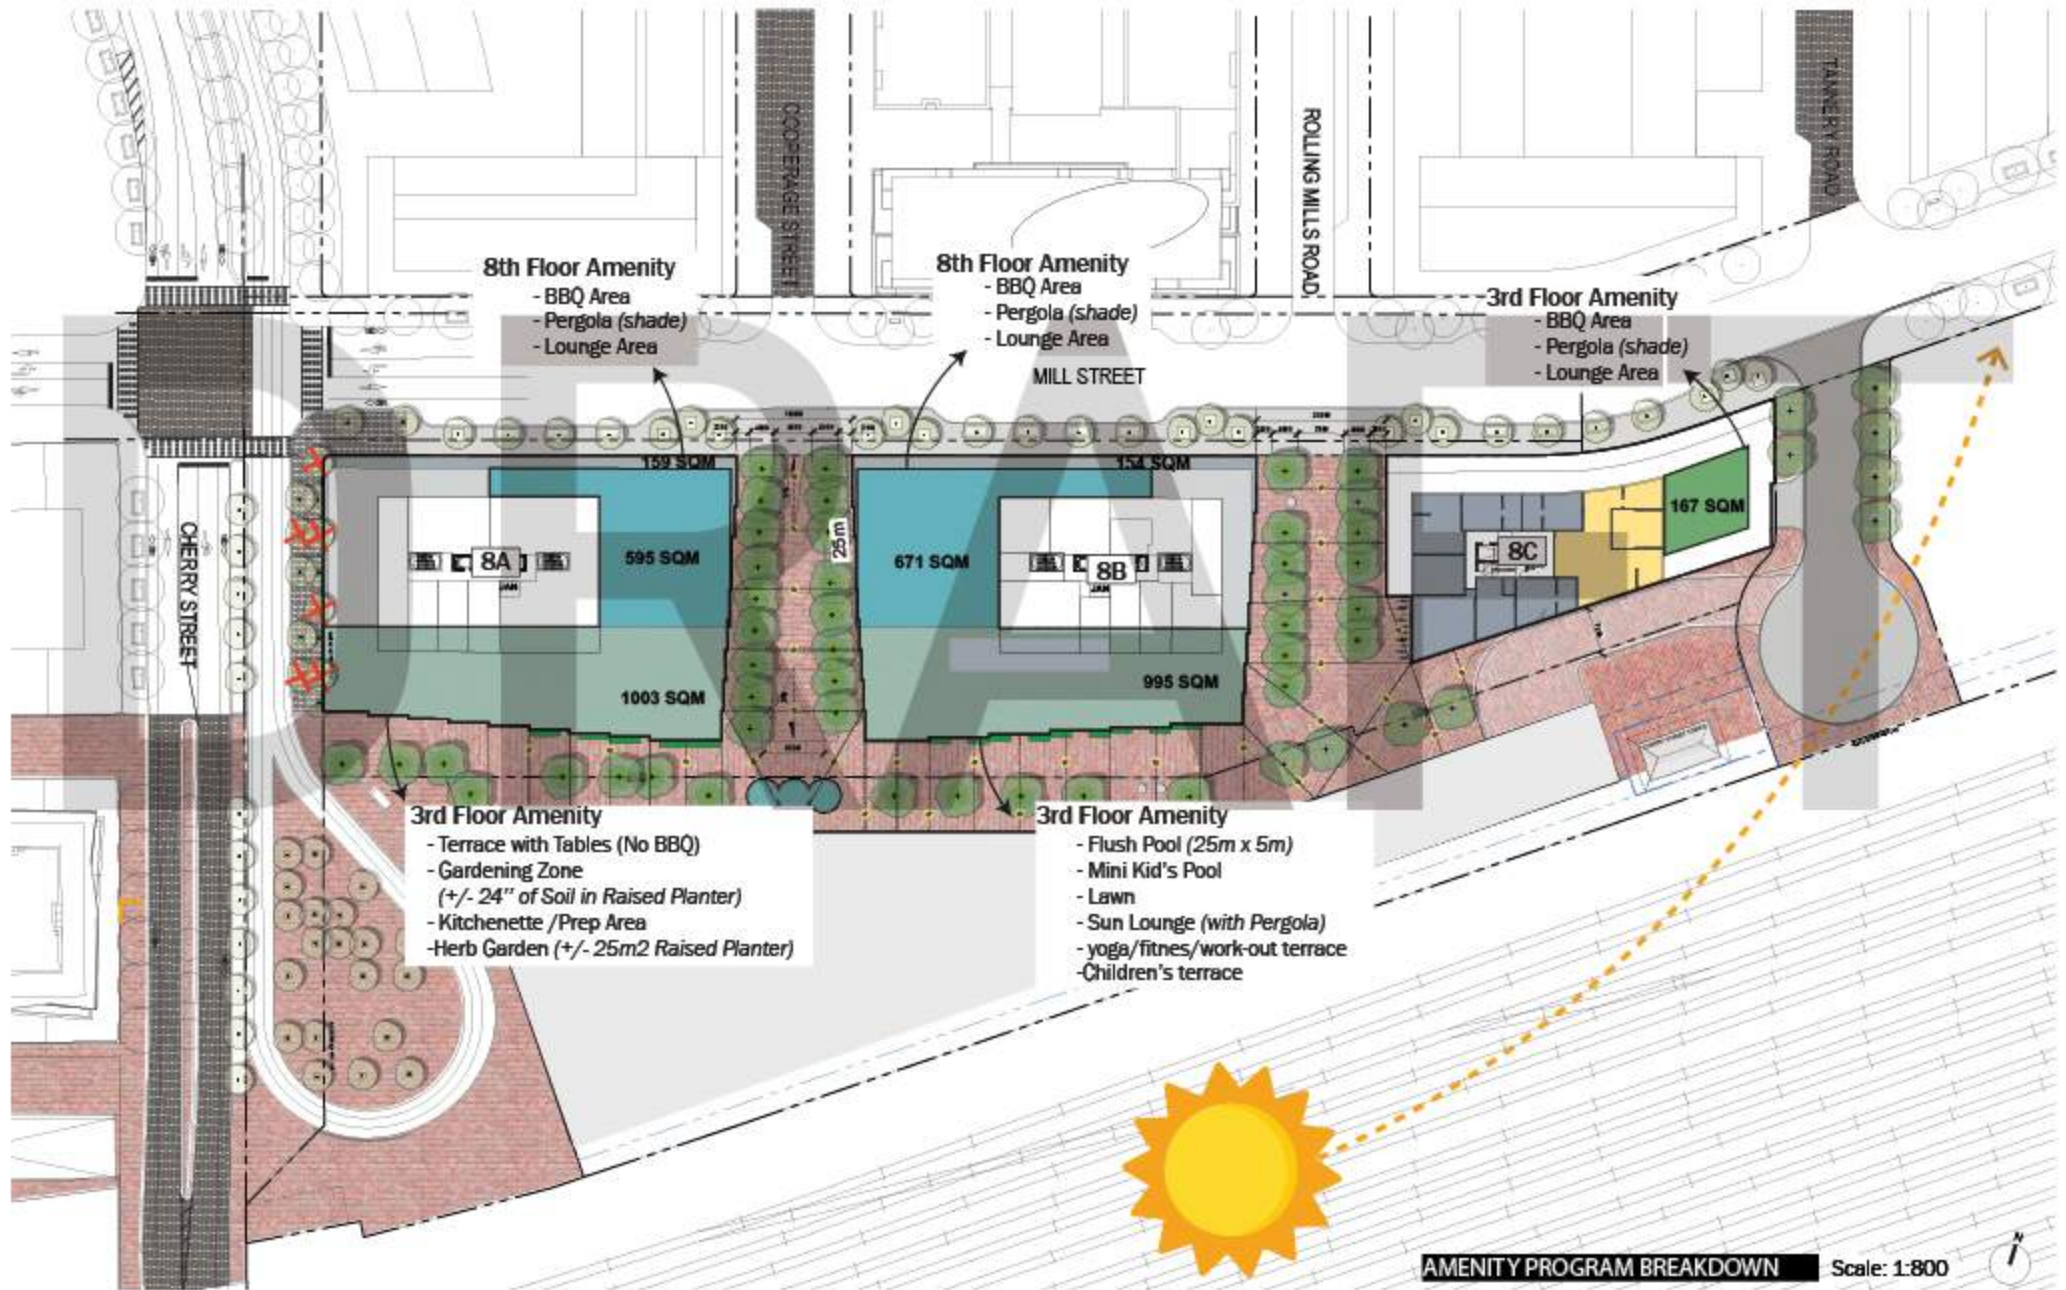 COOPERAGE STREET
ROLLING MILLS ROAD
TANNERY ROAD
8th Floor Amenity
- BBQ Area
- Pergola (shade)
- Lounge Area
8th Floor Amenity
- BBQ Area
- Pergola (shade)
- Lounge Area
3rd Floor Amenity
- BBQ Area
- Pergola (shade)
- Lounge Area
MILL STREET
DRAFT
159 SQM
154 SQM
167 SQM
CHERRY STREET
8A
595 SQM
25m
671 SQM
8B
8C
JAN
JAN
1003 SQM
995 SQM
3rd Floor Amenity
- Terrace with Tables (No BBQ)
- Gardening Zone
(+/- 24" of Soil in Raised Planter)
- Kitchenette /Prep Area
-Herb Garden (+/- 25m2 Raised Planter)
3rd Floor Amenity
- Flush Pool (25m x 5m)
- Mini Kid's Pool
- Lawn
- Sun Lounge (with Pergola)
- yoga/fitnes/work-out terrace
-Children's terrace
AMENITY PROGRAM BREAKDOWN
Scale: 1:800
N